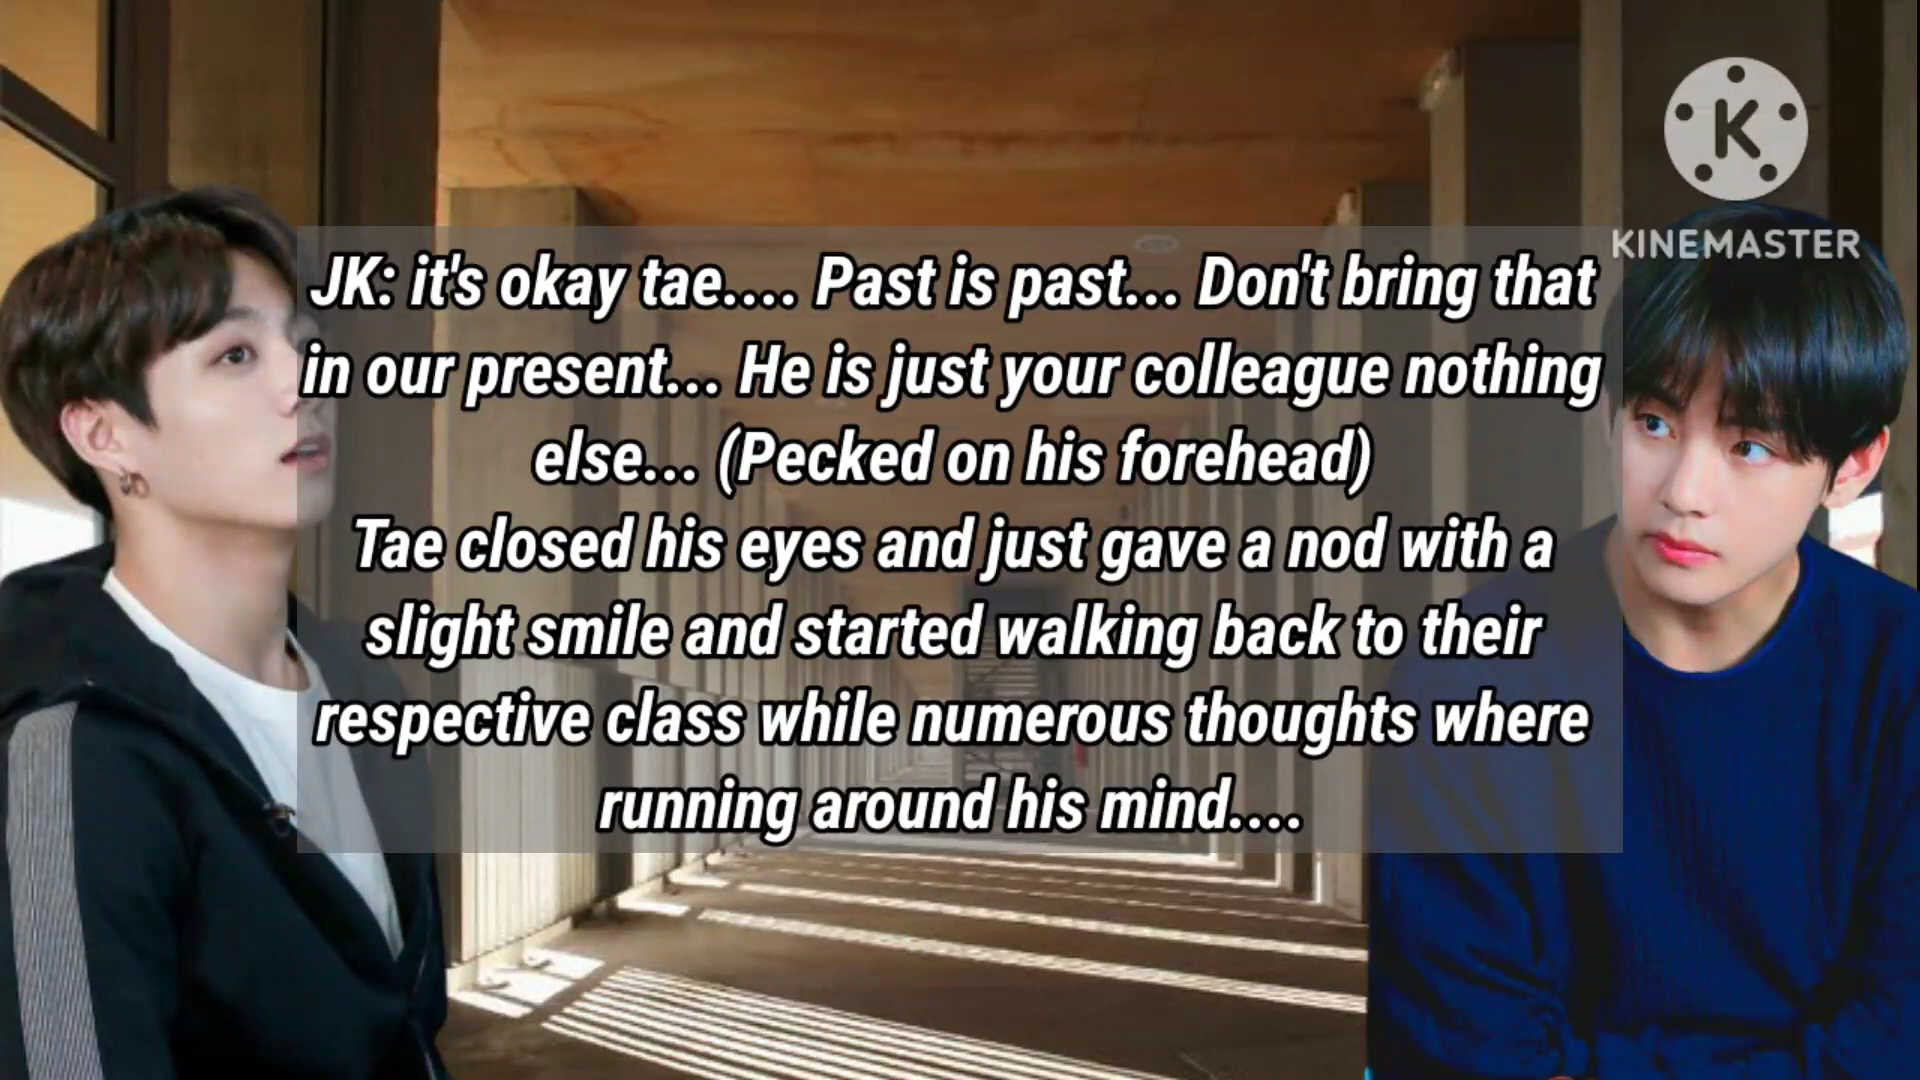 K
KINEMASTER
JK: it's okay tae.... Past is past... Don't bring that
in our present... He is just your colleague nothing
else... (Pecked on his forehead)
Tae closed his eyes and just gave a nod with a
slight smile and started walking back to their
respective class while numerous thoughts where
running around his mind....